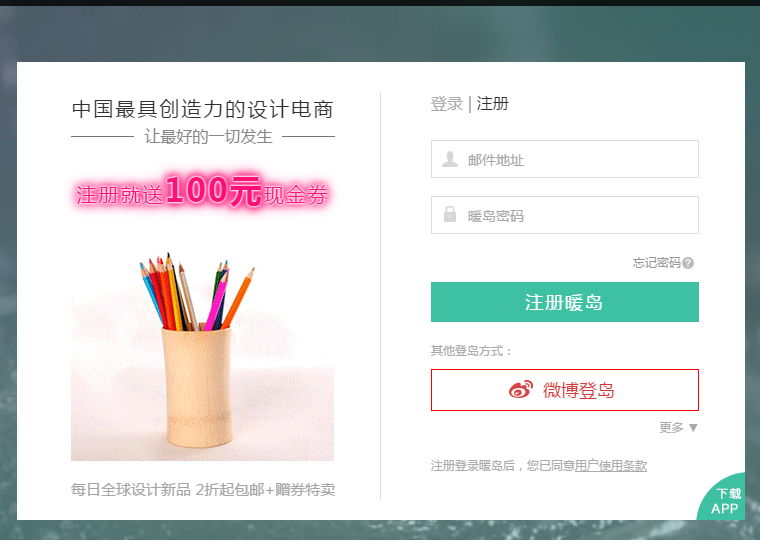 中国最具创造力的设计电商
让最好的一切发生
注册就送100元现金券
每日全球设计新品 2折起包邮+赠券特卖
登录 | 注册
邮件地址
暖岛密码
忘记密码?
注册暖岛
其他登岛方式：
微博登岛
更多 ▼
注册登录暖岛后，您已同意用户使用条款
下载
APP